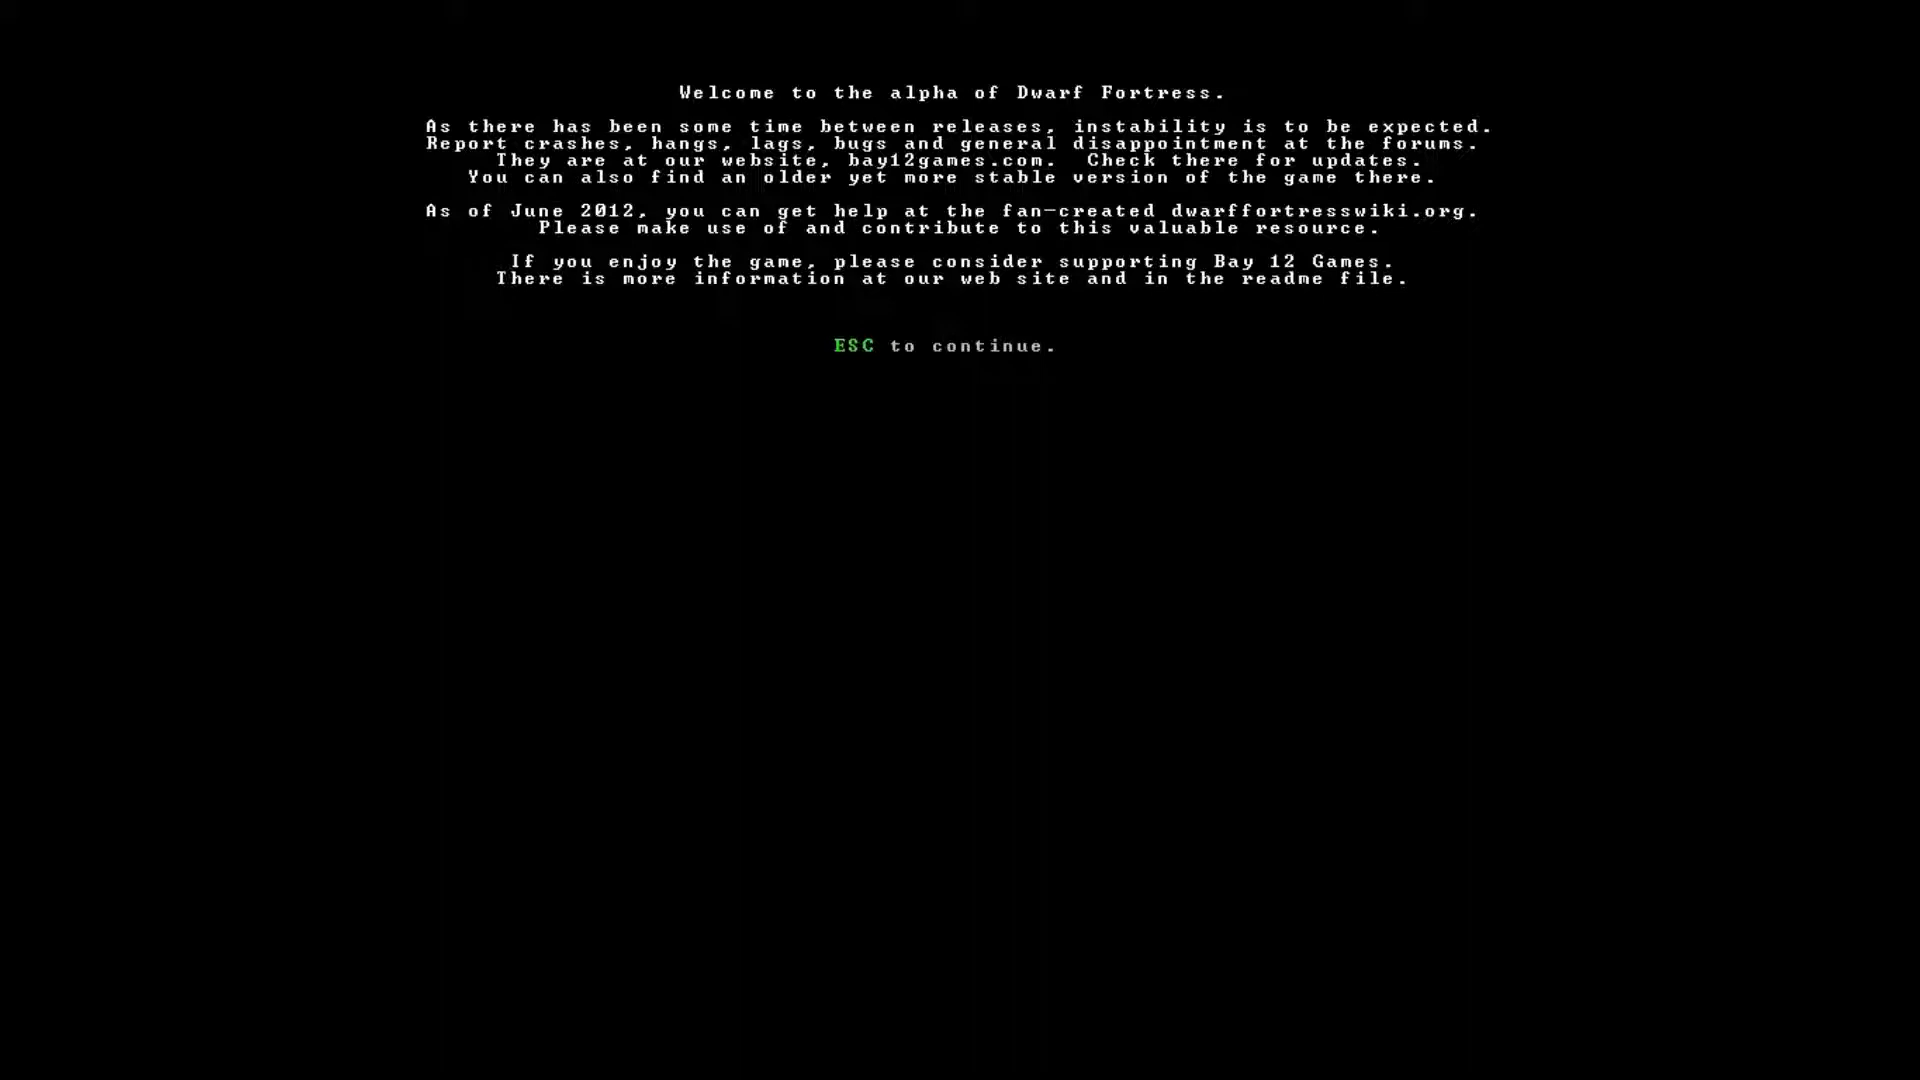 Welcome to the alpha of Dwarf Fortress.
As there has been some time between releases, instability is to be expected.
Report crashes, hangs, lags, bugs and general disappointment at the forums.
They are at our website, bay12games.com.  Check there for updates.
You can also find an older yet more stable version of the game there.
As of June 2012, you can get help at the fan-created dwarffortresswiki.org.
Please make use of and contribute to this valuable resource.
If you enjoy the game, please consider supporting Bay 12 Games.
There is more information at our web site and in the readme file.
ESC to continue.